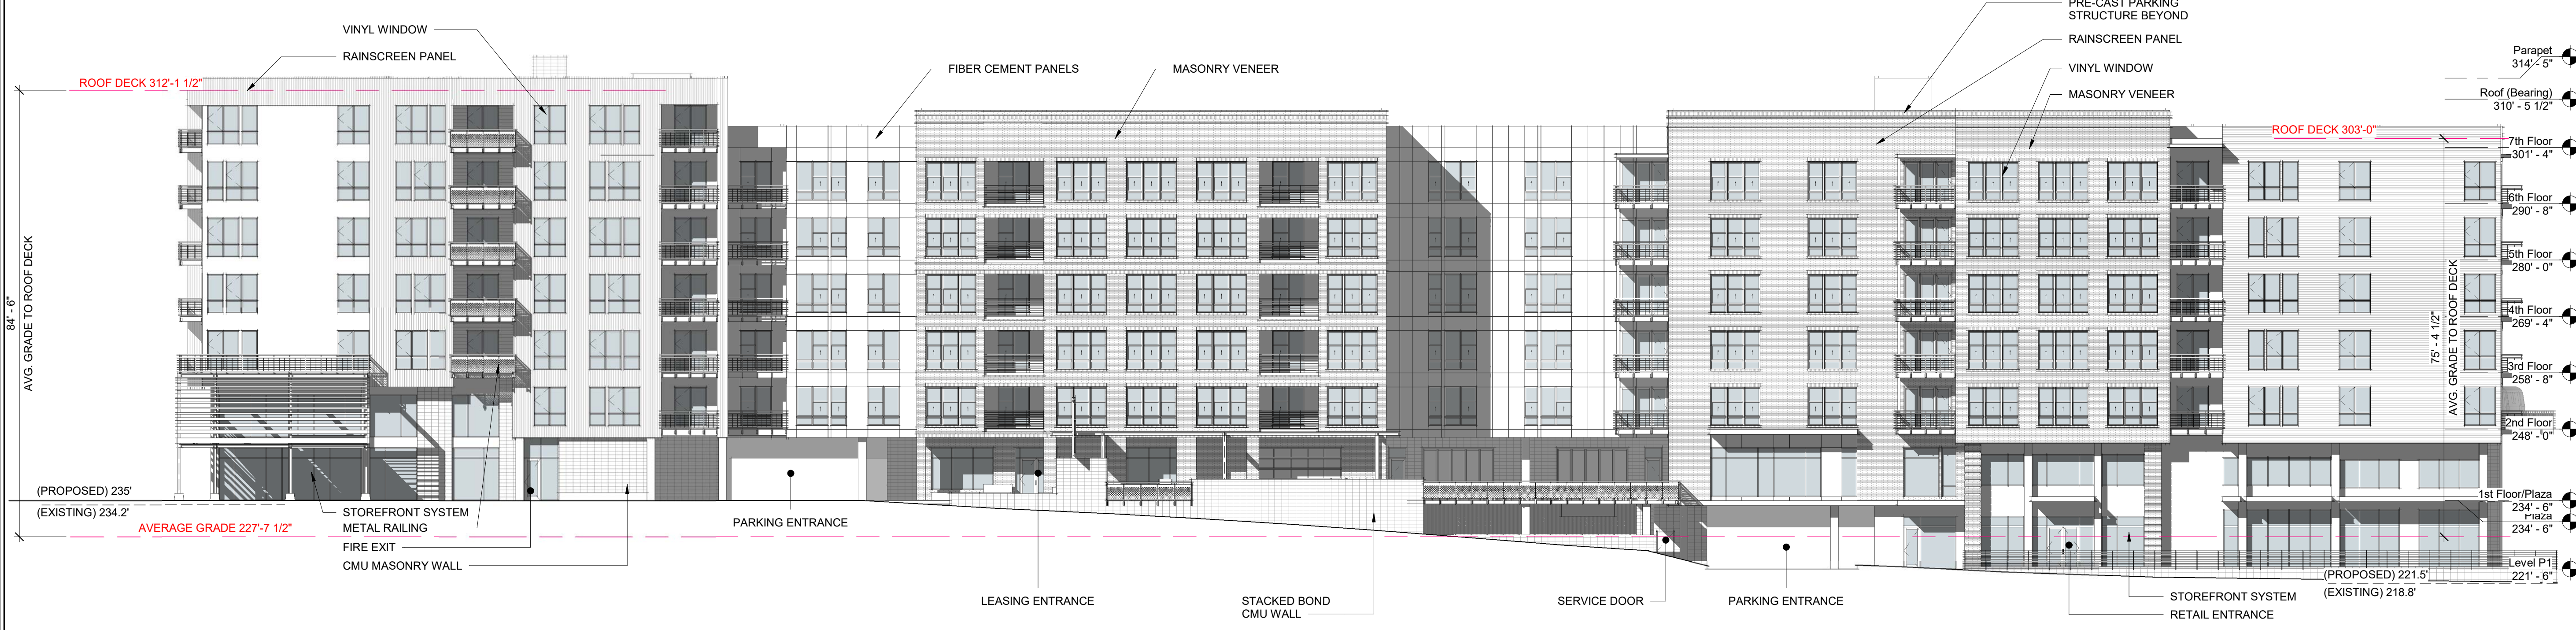 PRE-CAST PARKING
STRUCTURE BEYOND
VINYL WINDOW
RAINSCREEN PANEL
RAINSCREEN PANEL
Parapet
314' - 5"
FIBER CEMENT PANELS
MASONRY VENEER
VINYL WINDOW
ROOF DECK 312'-1 1/2"
MASONRY VENEER
Roof (Bearing)
310' - 5 1/2"
ROOF DECK 303'-0"
7th Floor
301' - 4"
6th Floor
290' - 8"
5th Floor
280' - 0"
4th Floor
269' - 4"
3rd Floor
258' - 8"
2nd Floor
248' - 0"
84' - 6"
AVG. GRADE TO ROOF DECK
75' - 4 1/2"
AVG. GRADE TO ROOF DECK
(PROPOSED) 235'
(EXISTING) 234.2'
AVERAGE GRADE 227'-7 1/2"
STOREFRONT SYSTEM
METAL RAILING
FIRE EXIT
CMU MASONRY WALL
PARKING ENTRANCE
1st Floor/Plaza
234' - 6"
Plaza
234' - 6"
Level P1
221' - 6"
(PROPOSED) 221.5'
(EXISTING) 218.8'
LEASING ENTRANCE
STACKED BOND
CMU WALL
SERVICE DOOR
PARKING ENTRANCE
STOREFRONT SYSTEM
RETAIL ENTRANCE